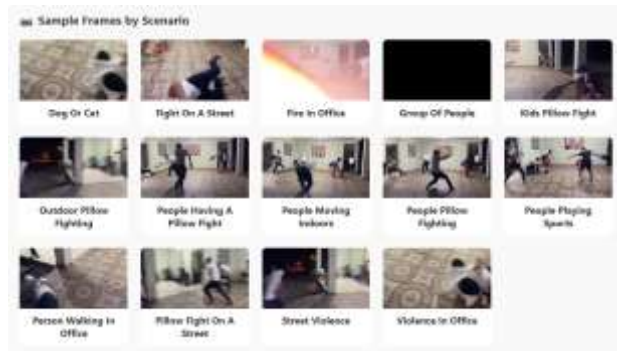 Sample Frames by Scenario
Dog Or Cat
Fight On A Street
Fire In Office
Group Of People
Kids Pillow Fight
Outdoor Pillow
Fighting
People Having A
Pillow Fight
People Moving
Indoors
People Pillow
Fighting
People Playing
Sports
Person Walking In
Office
Pillow Fight On A
Street
Street Violence
Violence In Office